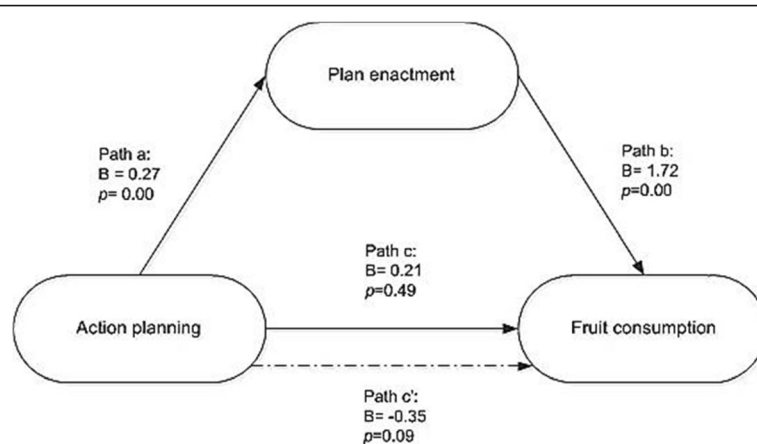 Plan enactment
Path a:
B = 0.27
p= 0.00
Path b:
B= 1.72
p=0.00
Path c:
B= 0.21
p=0.49
Action planning
Fruit consumption
Path c':
B= -0.35
p=0.09